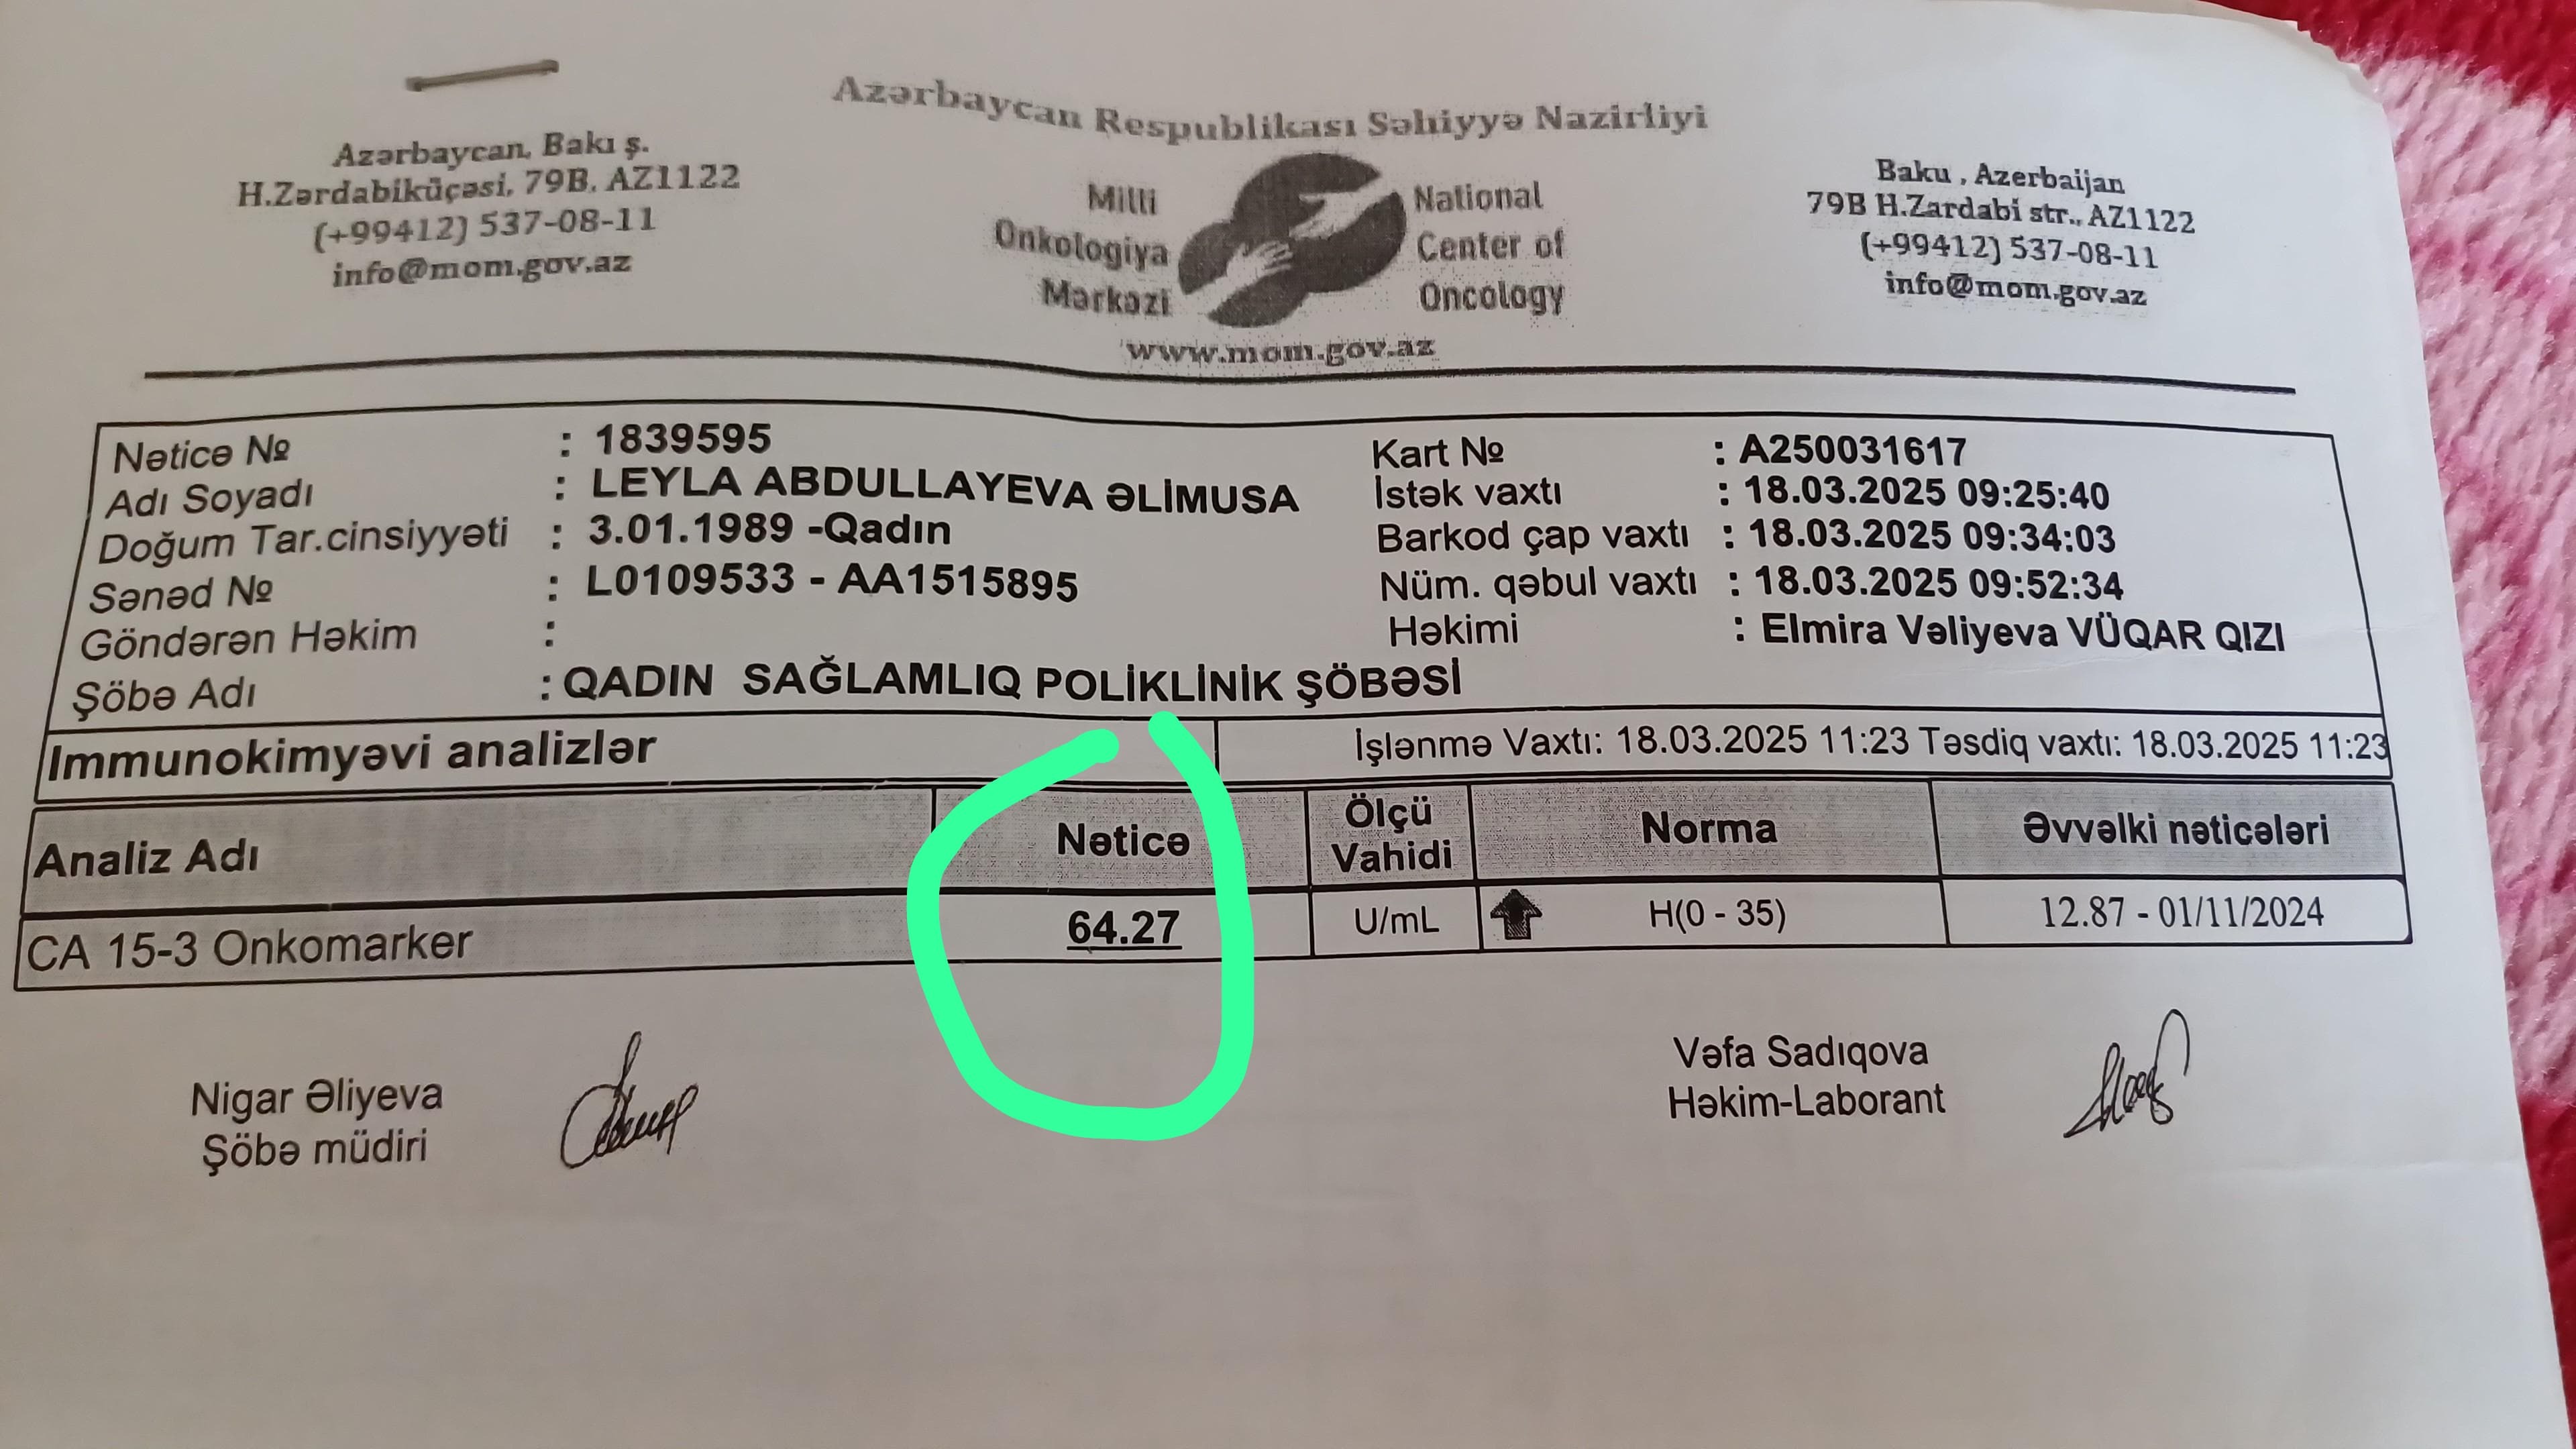 Azərbaycan Respublikası Səhiyyə Nazirliyi
Azərbaycan, Bakı ş.
H.Zərdabiküçəsi, 79B, AZ1122
(+99412) 537-08-11
info@mom.gov.az
Milli
Onkologiya
Mərkəzi
National
Center of
Oncology
www.mom.gov.az
Baku , Azerbaijan
79B H.Zardabi str., AZ1122
(+99412) 537-08-11
info@mom.gov.az
Nəticə № : 1839595
Adı Soyadı : LEYLA ABDULLAYEVA ƏLİMUSA
Doğum Tar.cinsiyyəti : 3.01.1989 -Qadın
Sənəd № : L0109533 - AA1515895
Göndərən Həkim :
Şöbə Adı : QADIN SAĞLAMLIQ POLİKLİNİK ŞÖBƏSİ
Kart № : A250031617
İstək vaxtı : 18.03.2025 09:25:40
Barkod çap vaxtı : 18.03.2025 09:34:03
Nüm. qəbul vaxtı : 18.03.2025 09:52:34
Həkimi : Elmira Vəliyeva VÜQAR QIZI
Immunokimyəvi analizlər
İşlənmə Vaxtı: 18.03.2025 11:23 Təsdiq vaxtı: 18.03.2025 11:23
Analiz Adı Nəticə Ölçü Vahidi Norma Əvvəlki nəticələri
CA 15-3 Onkomarker 64.27 U/mL H(0 - 35) 12.87 - 01/11/2024
Nigar Əliyeva
Şöbə müdiri
Vəfa Sadıqova
Həkim-Laborant